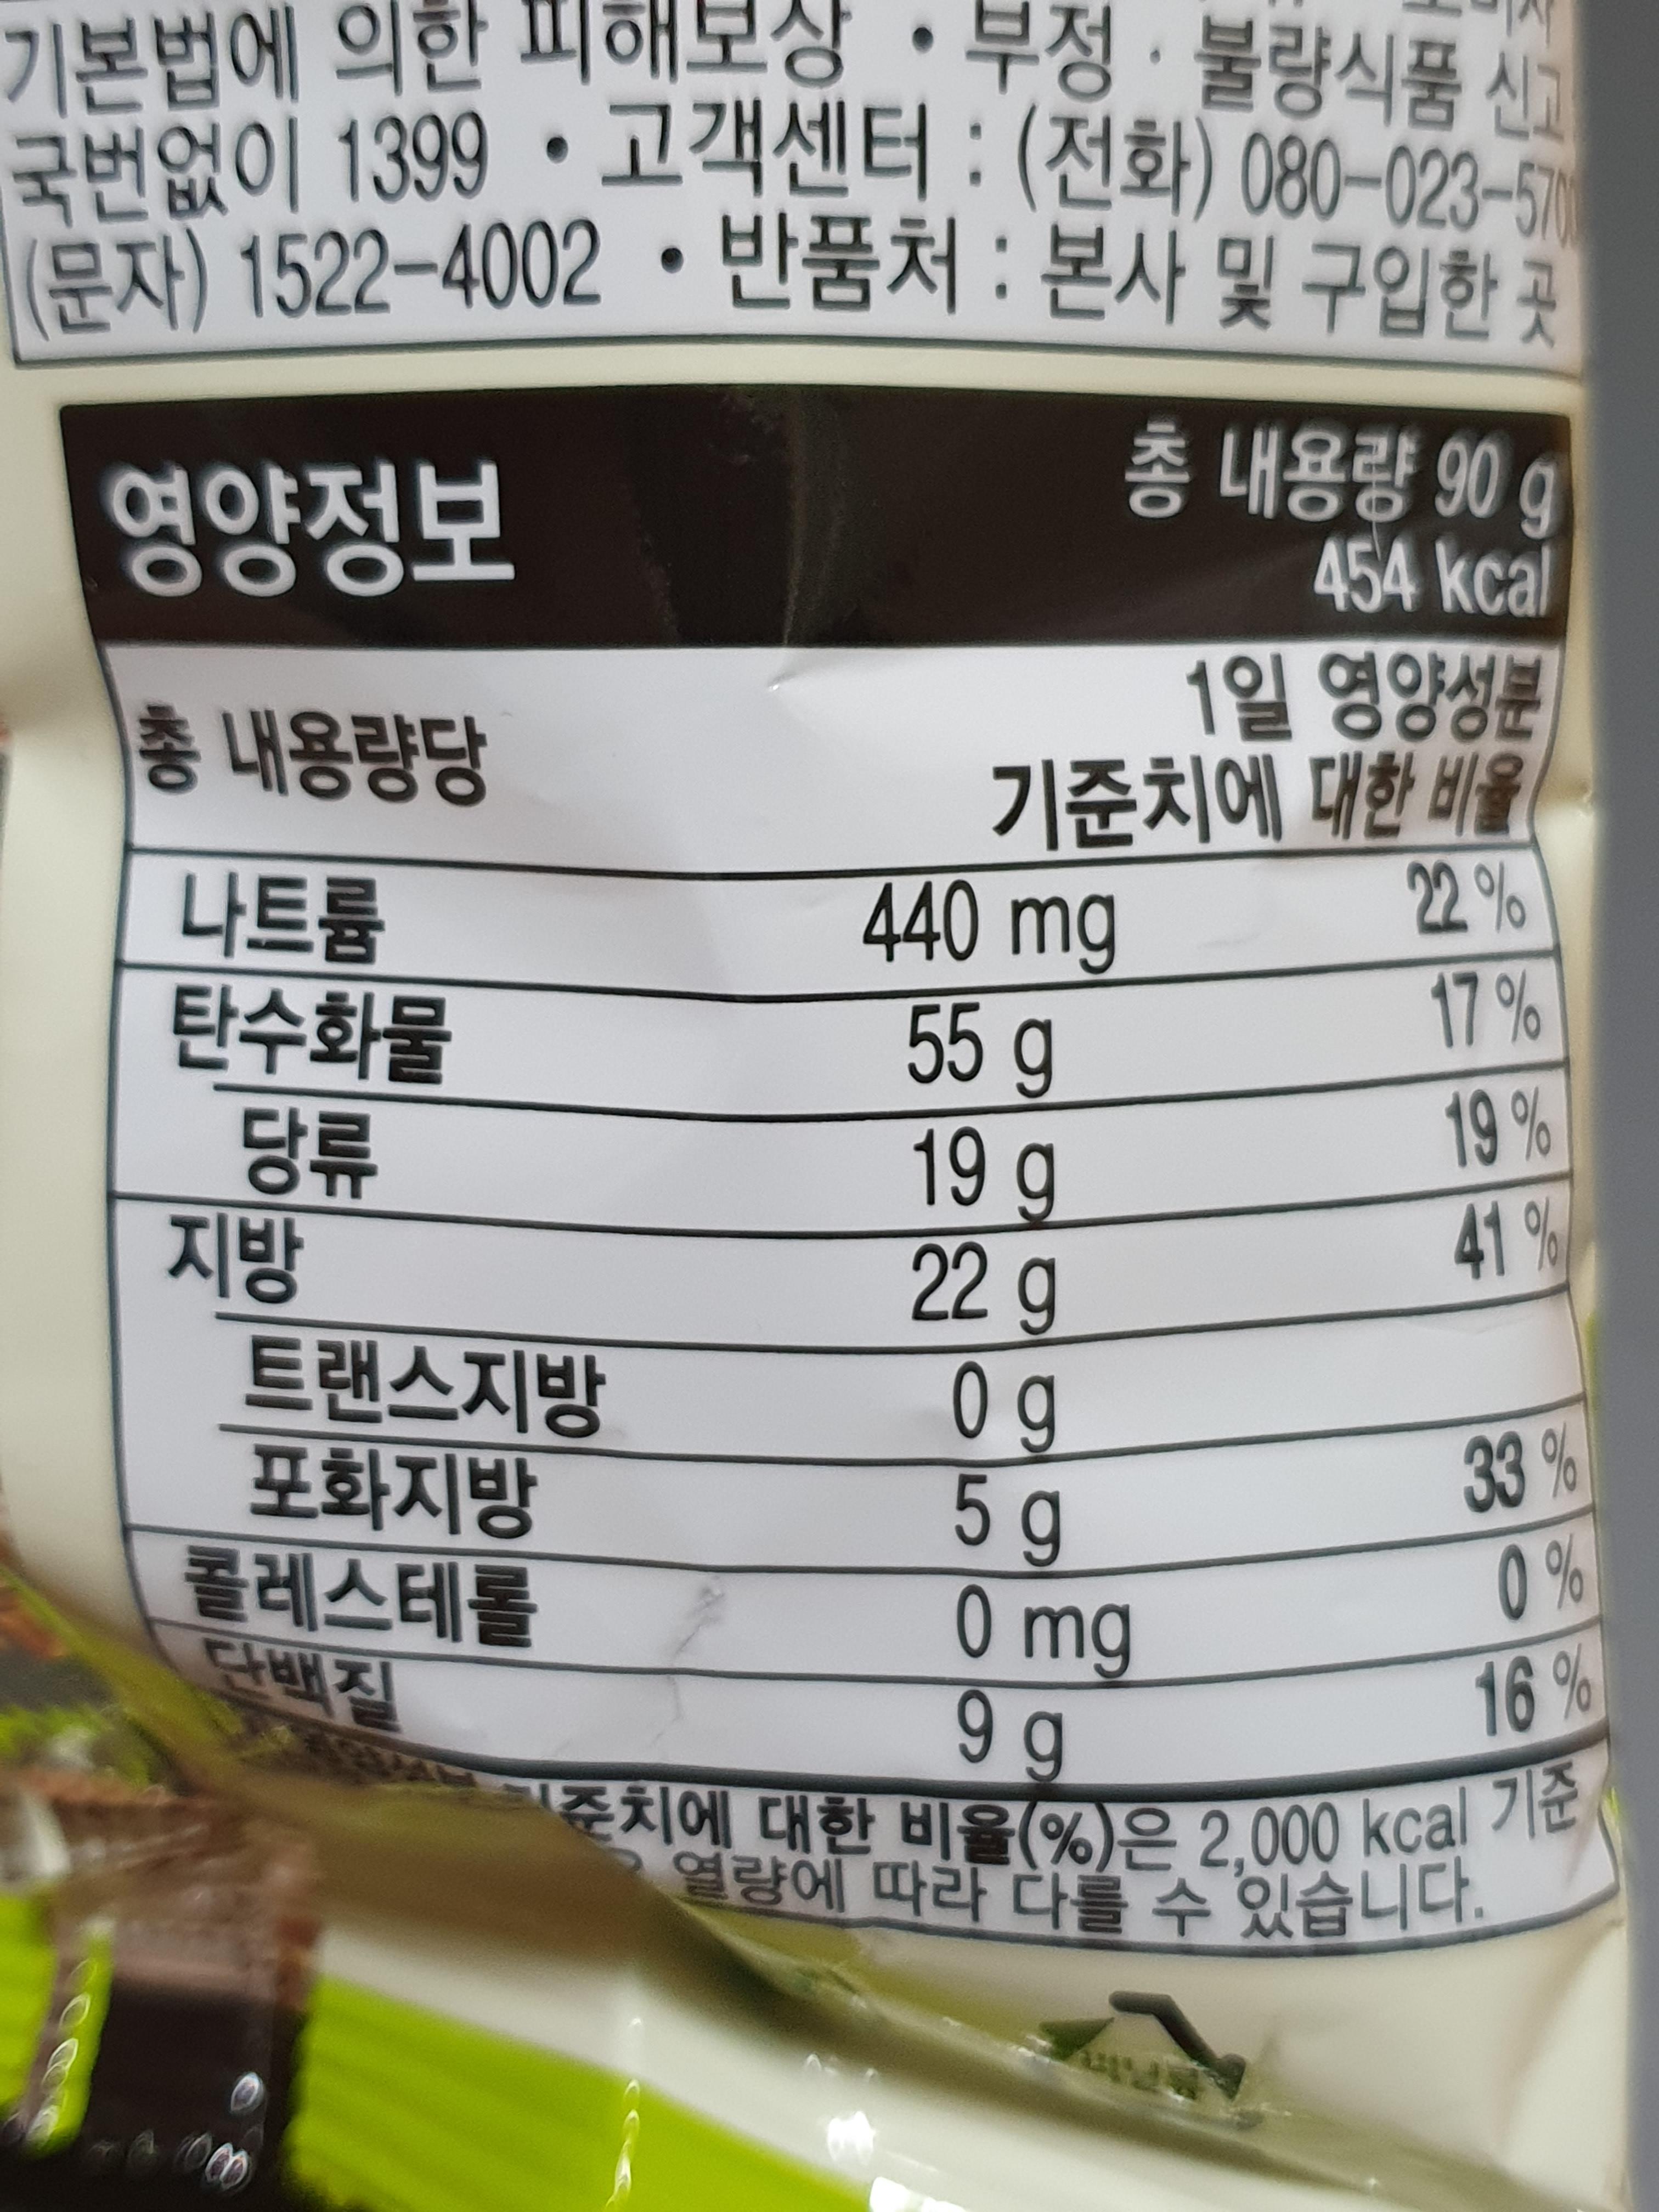 기본법에 의한 피해보상 • 부정 · 불량식품 신고
국번없이 1399 • 고객센터 : (전화) 080-023-570
(문자) 1522-4002 • 반품처 : 본사 및 구입한 곳
영양정보
총 내용량 90 g
454 kcal
총 내용량당
1일 영양성분
기준치에 대한 비율
나트륨 440 mg 22 %
탄수화물 55 g 17 %
당류 19 g 19 %
지방 22 g 41 %
트랜스지방 0 g
포화지방 5 g 33 %
콜레스테롤 0 mg 0 %
단백질 9 g 16 %
기준치에 대한 비율(%)은 2,000 kcal 기준
열량에 따라 다를 수 있습니다.